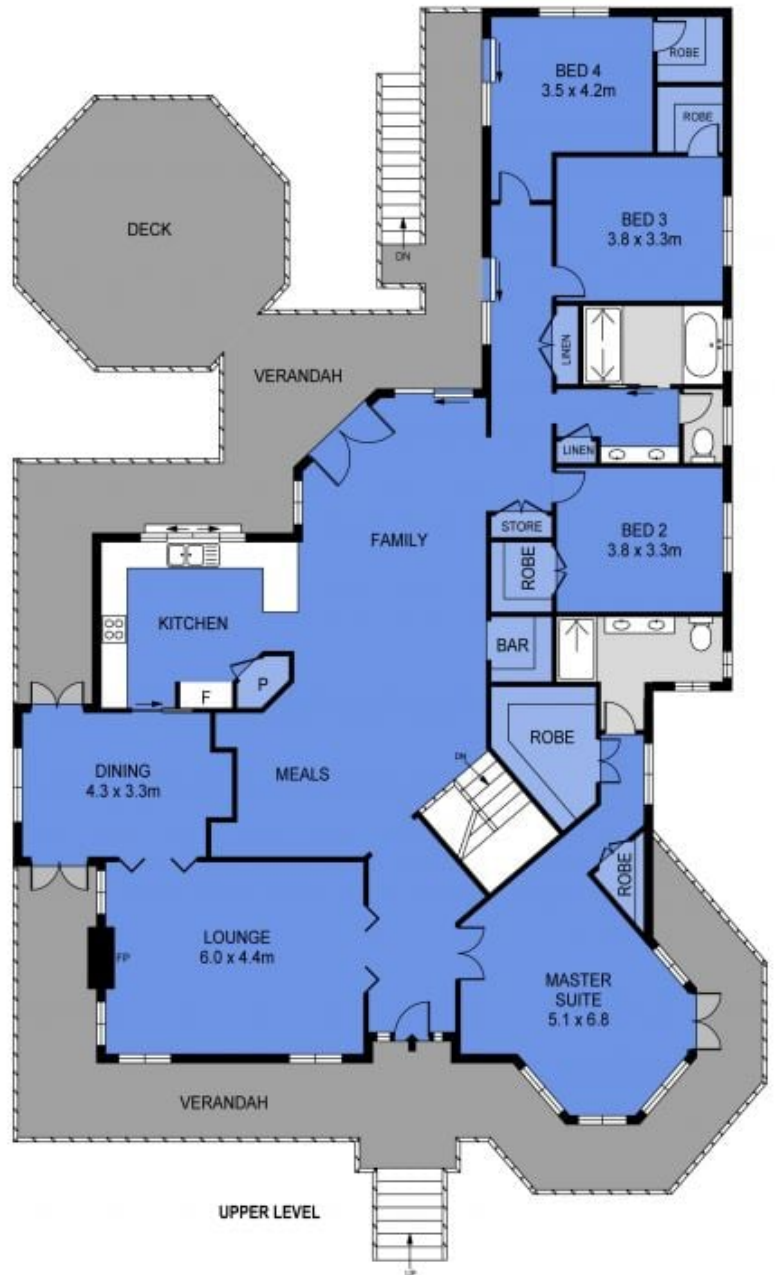 BED 4
3.5 x 4.2m
ROBE
ROBE
DECK
BED 3
3.8 x 3.3m
DN
LINEN
VERANDAH
LINEN
FAMILY
STORE
BED 2
3.8 x 3.3m
ROBE
KITCHEN
BAR
F
P
ROBE
DN
DINING
4.3 x 3.3m
MEALS
ROBE
LOUNGE
6.0 x 4.4m
FP
MASTER
SUITE
5.1 x 6.8
VERANDAH
UPPER LEVEL
UP